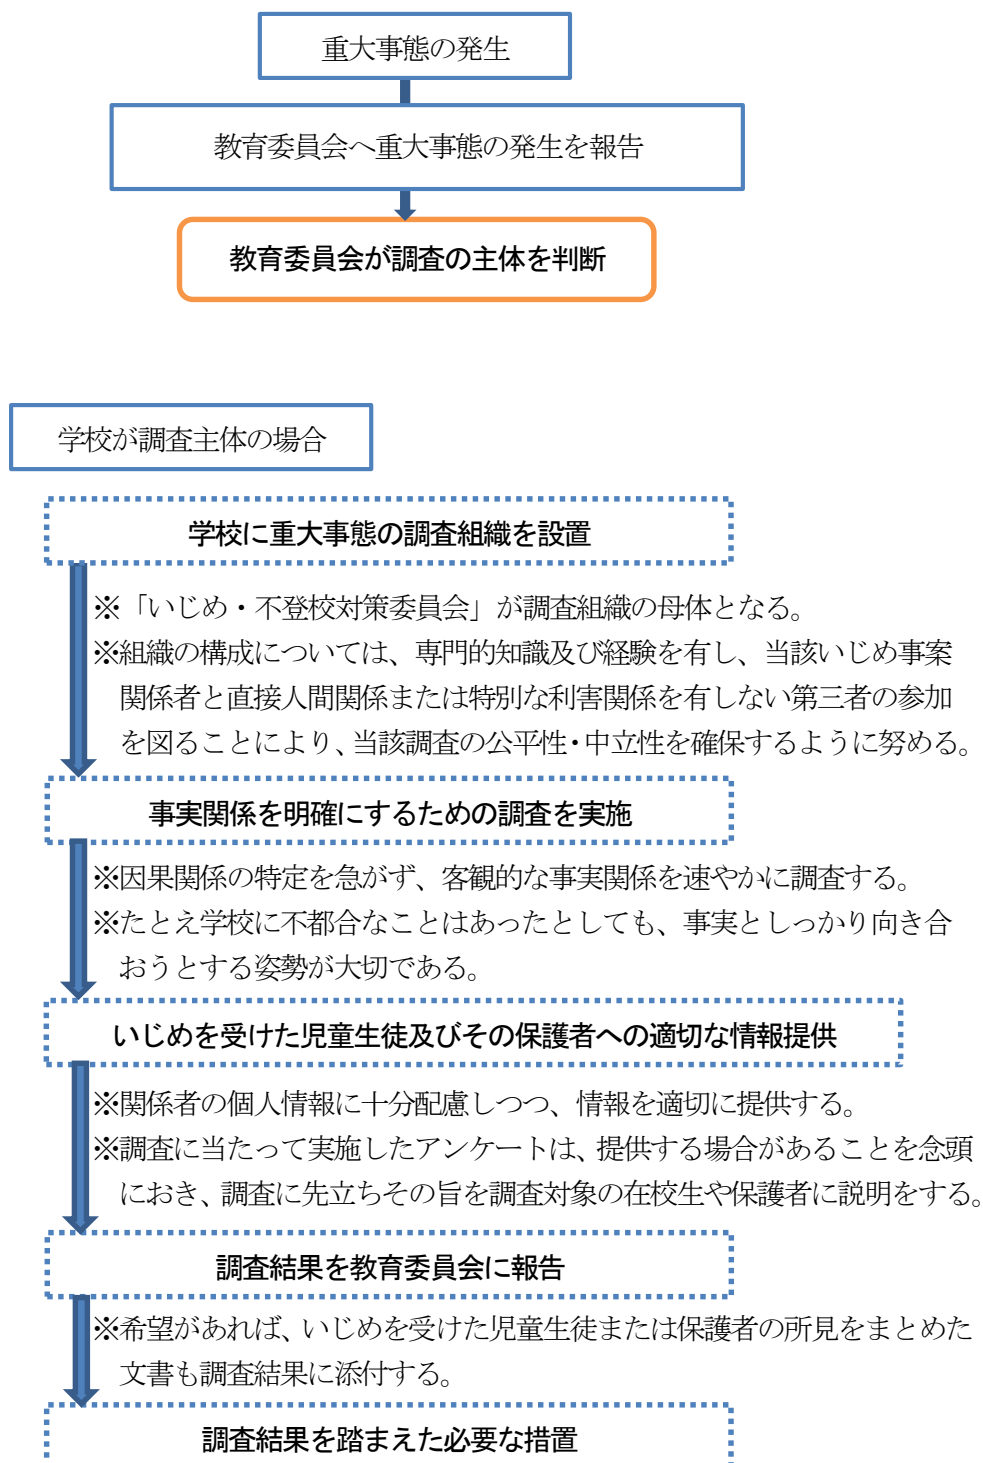 重大事態の発生
教育委員会へ重大事態の発生を報告
教育委員会が調査の主体を判断
学校が調査主体の場合
学校に重大事態の調査組織を設置
※「いじめ・不登校対策委員会」が調査組織の母体となる。
※組織の構成については、専門的知識及び経験を有し、当該いじめ事案
関係者と直接人間関係または特別な利害関係を有しない第三者の参加
を図ることにより、当該調査の公平性・中立性を確保するように努める。
事実関係を明確にするための調査を実施
※因果関係の特定を急がず、客観的な事実関係を速やかに調査する。
※たとえ学校に不都合なことはあったとしても、事実としっかり向き合
おうとする姿勢が大切である。
いじめを受けた児童生徒及びその保護者への適切な情報提供
※関係者の個人情報に十分配慮しつつ、情報を適切に提供する。
※調査に当たって実施したアンケートは、提供する場合があることを念頭
におき、調査に先立ちその旨を調査対象の在校生や保護者に説明をする。
調査結果を教育委員会に報告
※希望があれば、いじめを受けた児童生徒または保護者の所見をまとめた
文書も調査結果に添付する。
調査結果を踏まえた必要な措置